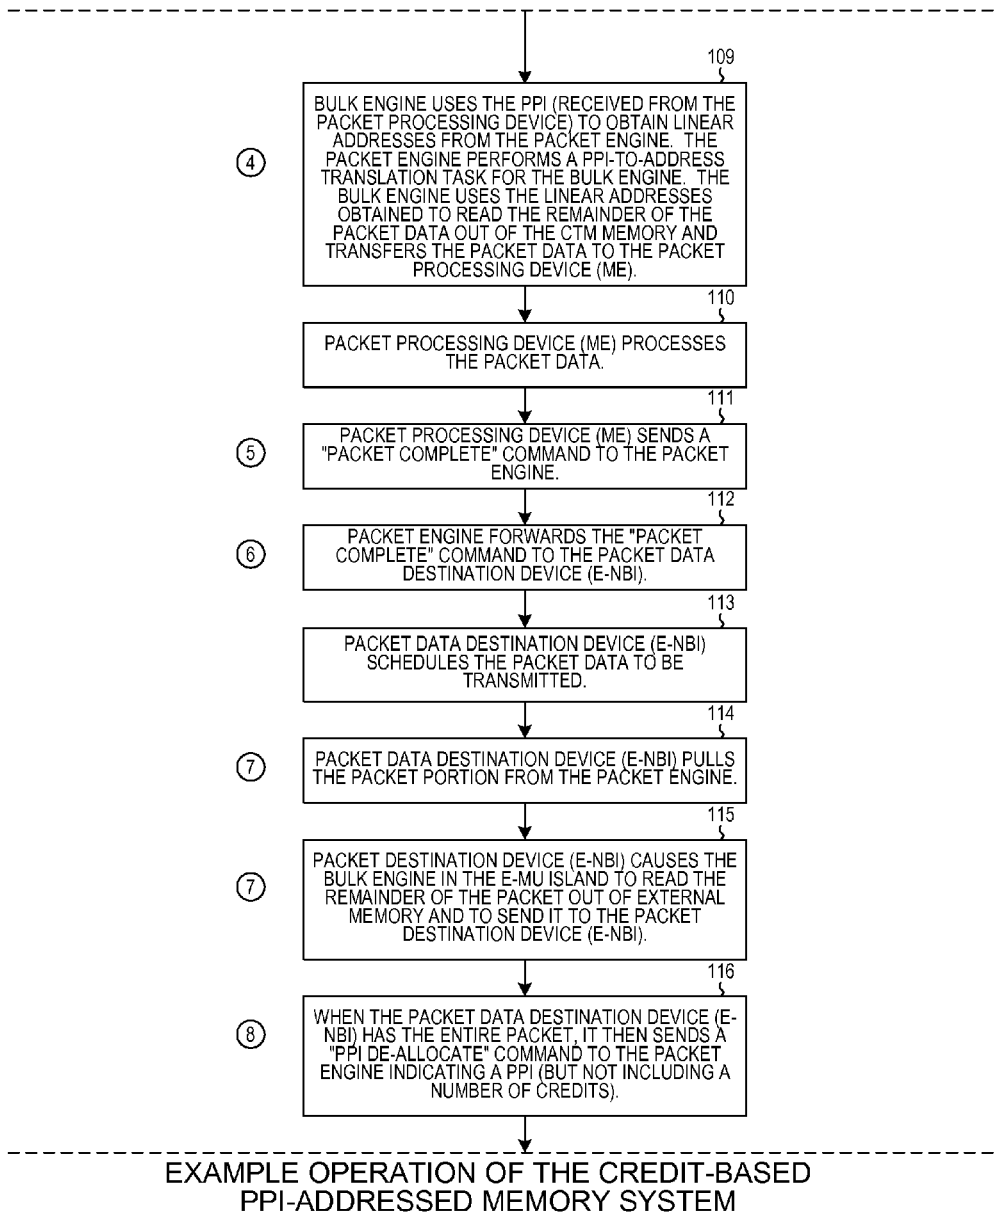 109
BULK ENGINE USES THE PPI (RECEIVED FROM THE
PACKET PROCESSING DEVICE) TO OBTAIN LINEAR
ADDRESSES FROM THE PACKET ENGINE. THE
PACKET ENGINE PERFORMS A PPI-TO-ADDRESS
TRANSLATION TASK FOR THE BULK ENGINE. THE
BULK ENGINE USES THE LINEAR ADDRESSES
OBTAINED TO READ THE REMAINDER OF THE
PACKET DATA OUT OF THE CTM MEMORY AND
TRANSFERS THE PACKET DATA TO THE PACKET
PROCESSING DEVICE (ME).
4
110
PACKET PROCESSING DEVICE (ME) PROCESSES
THE PACKET DATA.
111
PACKET PROCESSING DEVICE (ME) SENDS A
"PACKET COMPLETE" COMMAND TO THE PACKET
ENGINE.
5
112
PACKET ENGINE FORWARDS THE "PACKET
COMPLETE" COMMAND TO THE PACKET DATA
DESTINATION DEVICE (E-NBI).
6
113
PACKET DATA DESTINATION DEVICE (E-NBI)
SCHEDULES THE PACKET DATA TO BE
TRANSMITTED.
114
PACKET DATA DESTINATION DEVICE (E-NBI) PULLS
THE PACKET PORTION FROM THE PACKET ENGINE.
7
115
PACKET DESTINATION DEVICE (E-NBI) CAUSES THE
BULK ENGINE IN THE E-MU ISLAND TO READ THE
REMAINDER OF THE PACKET OUT OF EXTERNAL
MEMORY AND TO SEND IT TO THE PACKET
DESTINATION DEVICE (E-NBI).
7
116
WHEN THE PACKET DATA DESTINATION DEVICE (E-
NBI) HAS THE ENTIRE PACKET, IT THEN SENDS A
"PPI DE-ALLOCATE" COMMAND TO THE PACKET
ENGINE INDICATING A PPI (BUT NOT INCLUDING A
NUMBER OF CREDITS).
8
EXAMPLE OPERATION OF THE CREDIT-BASED
PPI-ADDRESSED MEMORY SYSTEM